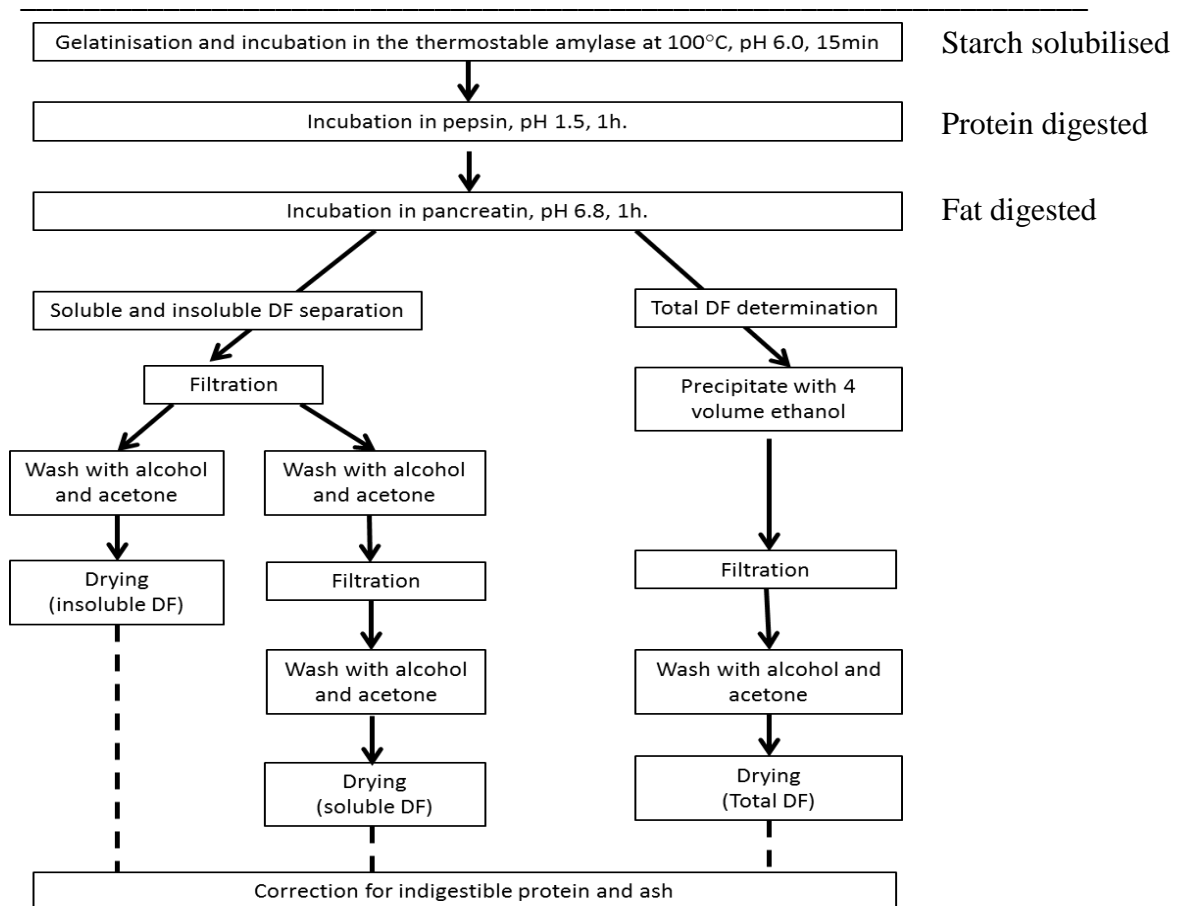 Gelatinisation and incubation in the thermostable amylase at 100°C, pH 6.0, 15min
Starch solubilised
Incubation in pepsin, pH 1.5, 1h.
Protein digested
Incubation in pancreatin, pH 6.8, 1h.
Fat digested
Soluble and insoluble DF separation
Total DF determination
Filtration
Precipitate with 4
volume ethanol
Wash with alcohol
and acetone
Wash with alcohol
and acetone
Drying
(insoluble DF)
Filtration
Filtration
Wash with alcohol
and acetone
Wash with alcohol and
acetone
Drying
(soluble DF)
Drying
(Total DF)
Correction for indigestible protein and ash